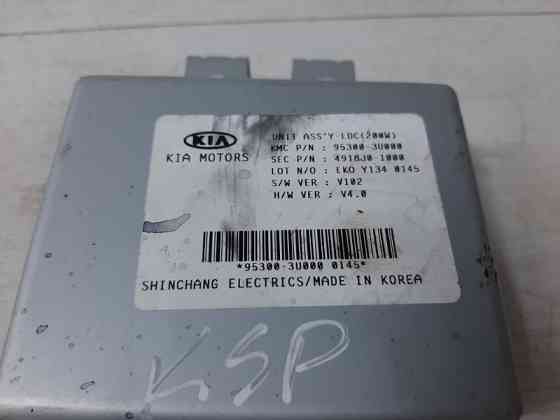 KIA
KIA MOTORS
UNIT ASS'Y-LDC(200W)
KMC P/N : 95300-3U000
SEC P/N : 4918J0-1000
LOT N/O : EKO Y134 0145
S/W VER : V102
H/W VER : V4.0
*95300-3U000 0145*
SHINCHANG ELECTRICS/MADE IN KOREA
KSP